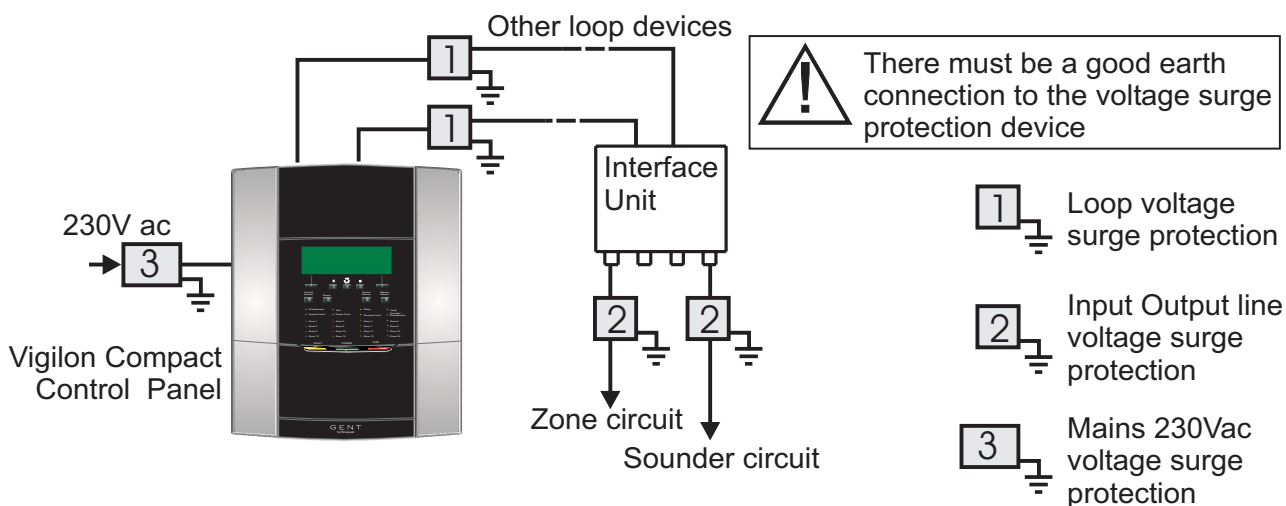 Other loop devices
1
1
There must be a good earth
connection to the voltage surge
protection device
!
Interface
Unit
230V ac
3
Vigilon Compact
Control Panel
GENT
2
2
Zone circuit
Sounder circuit
1
Loop voltage
surge protection
2
Input Output line
voltage surge
protection
3
Mains 230Vac
voltage surge
protection